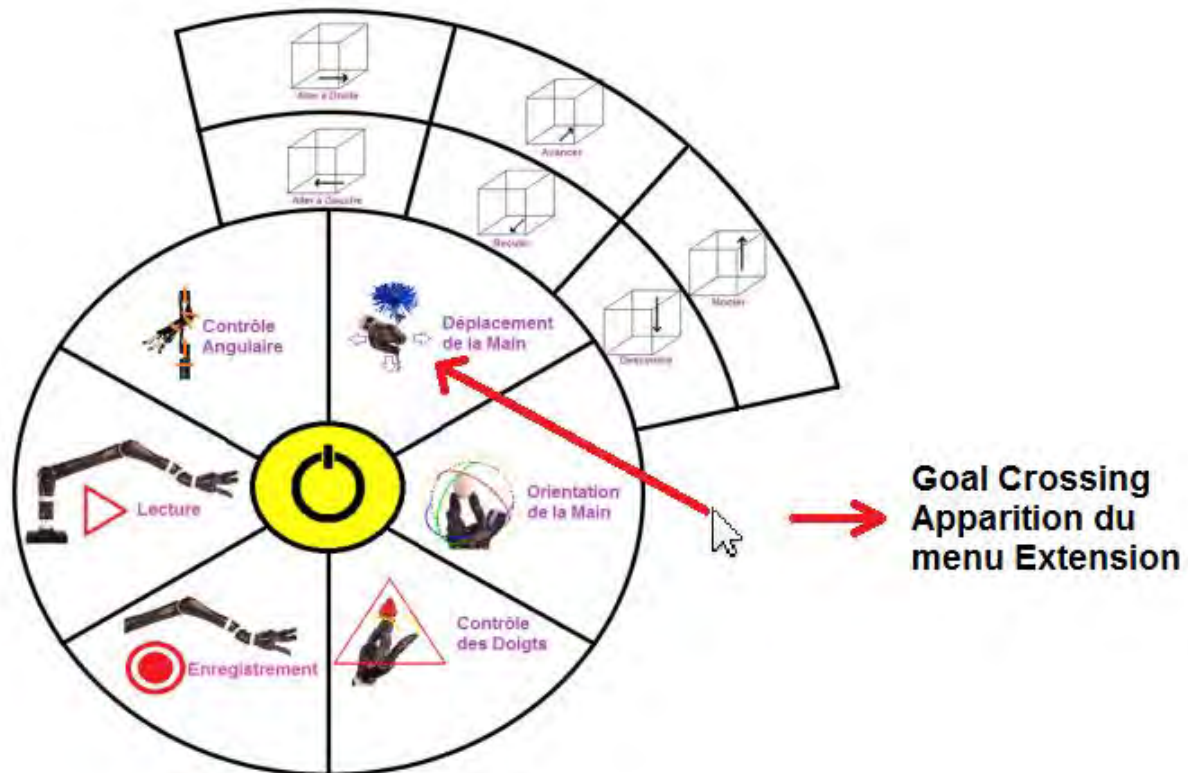 Aller à Droite
Avancer
Aller à Gauche
Reculer
Monter
Descendre
Contrôle
Angulaire
Déplacement
de la Main
Lecture
Orientation
de la Main
Enregistrement
Contrôle
des Doigts
Goal Crossing
Apparition du
menu Extension